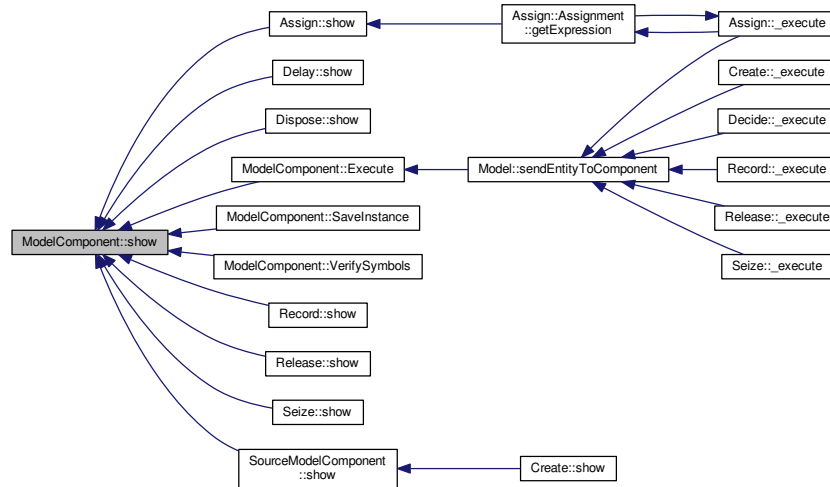 Assign::show
Assign::Assignment
::getExpression
Assign::_execute
Delay::show
Create::_execute
Dispose::show
Decide::_execute
ModelComponent::Execute
Model::sendEntityToComponent
Record::_execute
ModelComponent::SaveInstance
Release::_execute
ModelComponent::show
ModelComponent::VerifySymbols
Seize::_execute
Record::show
Release::show
Seize::show
SourceModelComponent
::show
Create::show